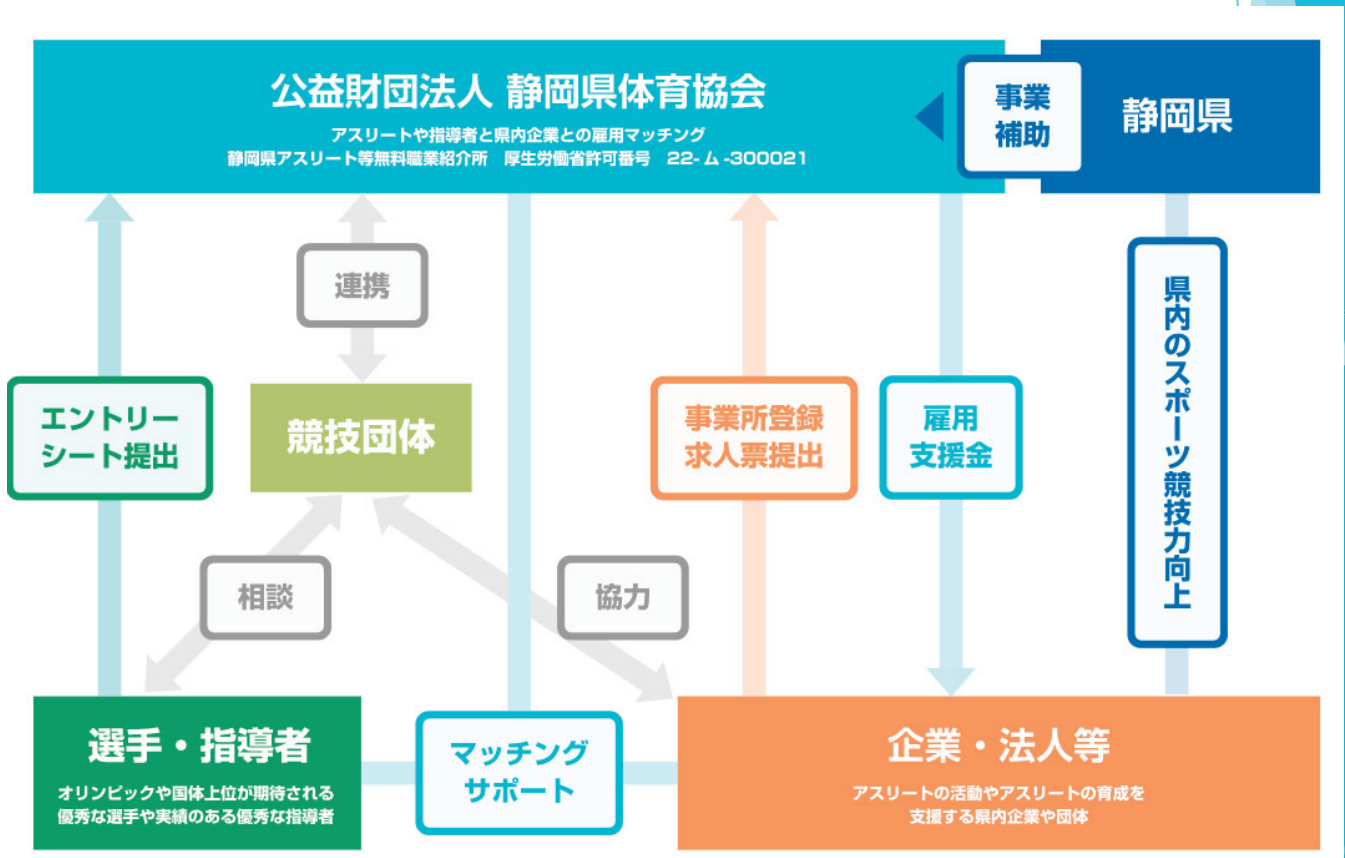 公益財団法人 静岡県体育協会
アスリートや指導者と県内企業との雇用マッチング
静岡県アスリート等無料職業紹介所　厚生労働省許可番号　22-ム-300021
事業
補助
静岡県
連携
エントリー
シート提出
競技団体
事業所登録
求人票提出
雇用
支援金
県内のスポーツ競技力向上
相談
協力
選手・指導者
オリンピックや国体上位が期待される
優秀な選手や実績のある優秀な指導者
マッチング
サポート
企業・法人等
アスリートの活動やアスリートの育成を
支援する県内企業や団体